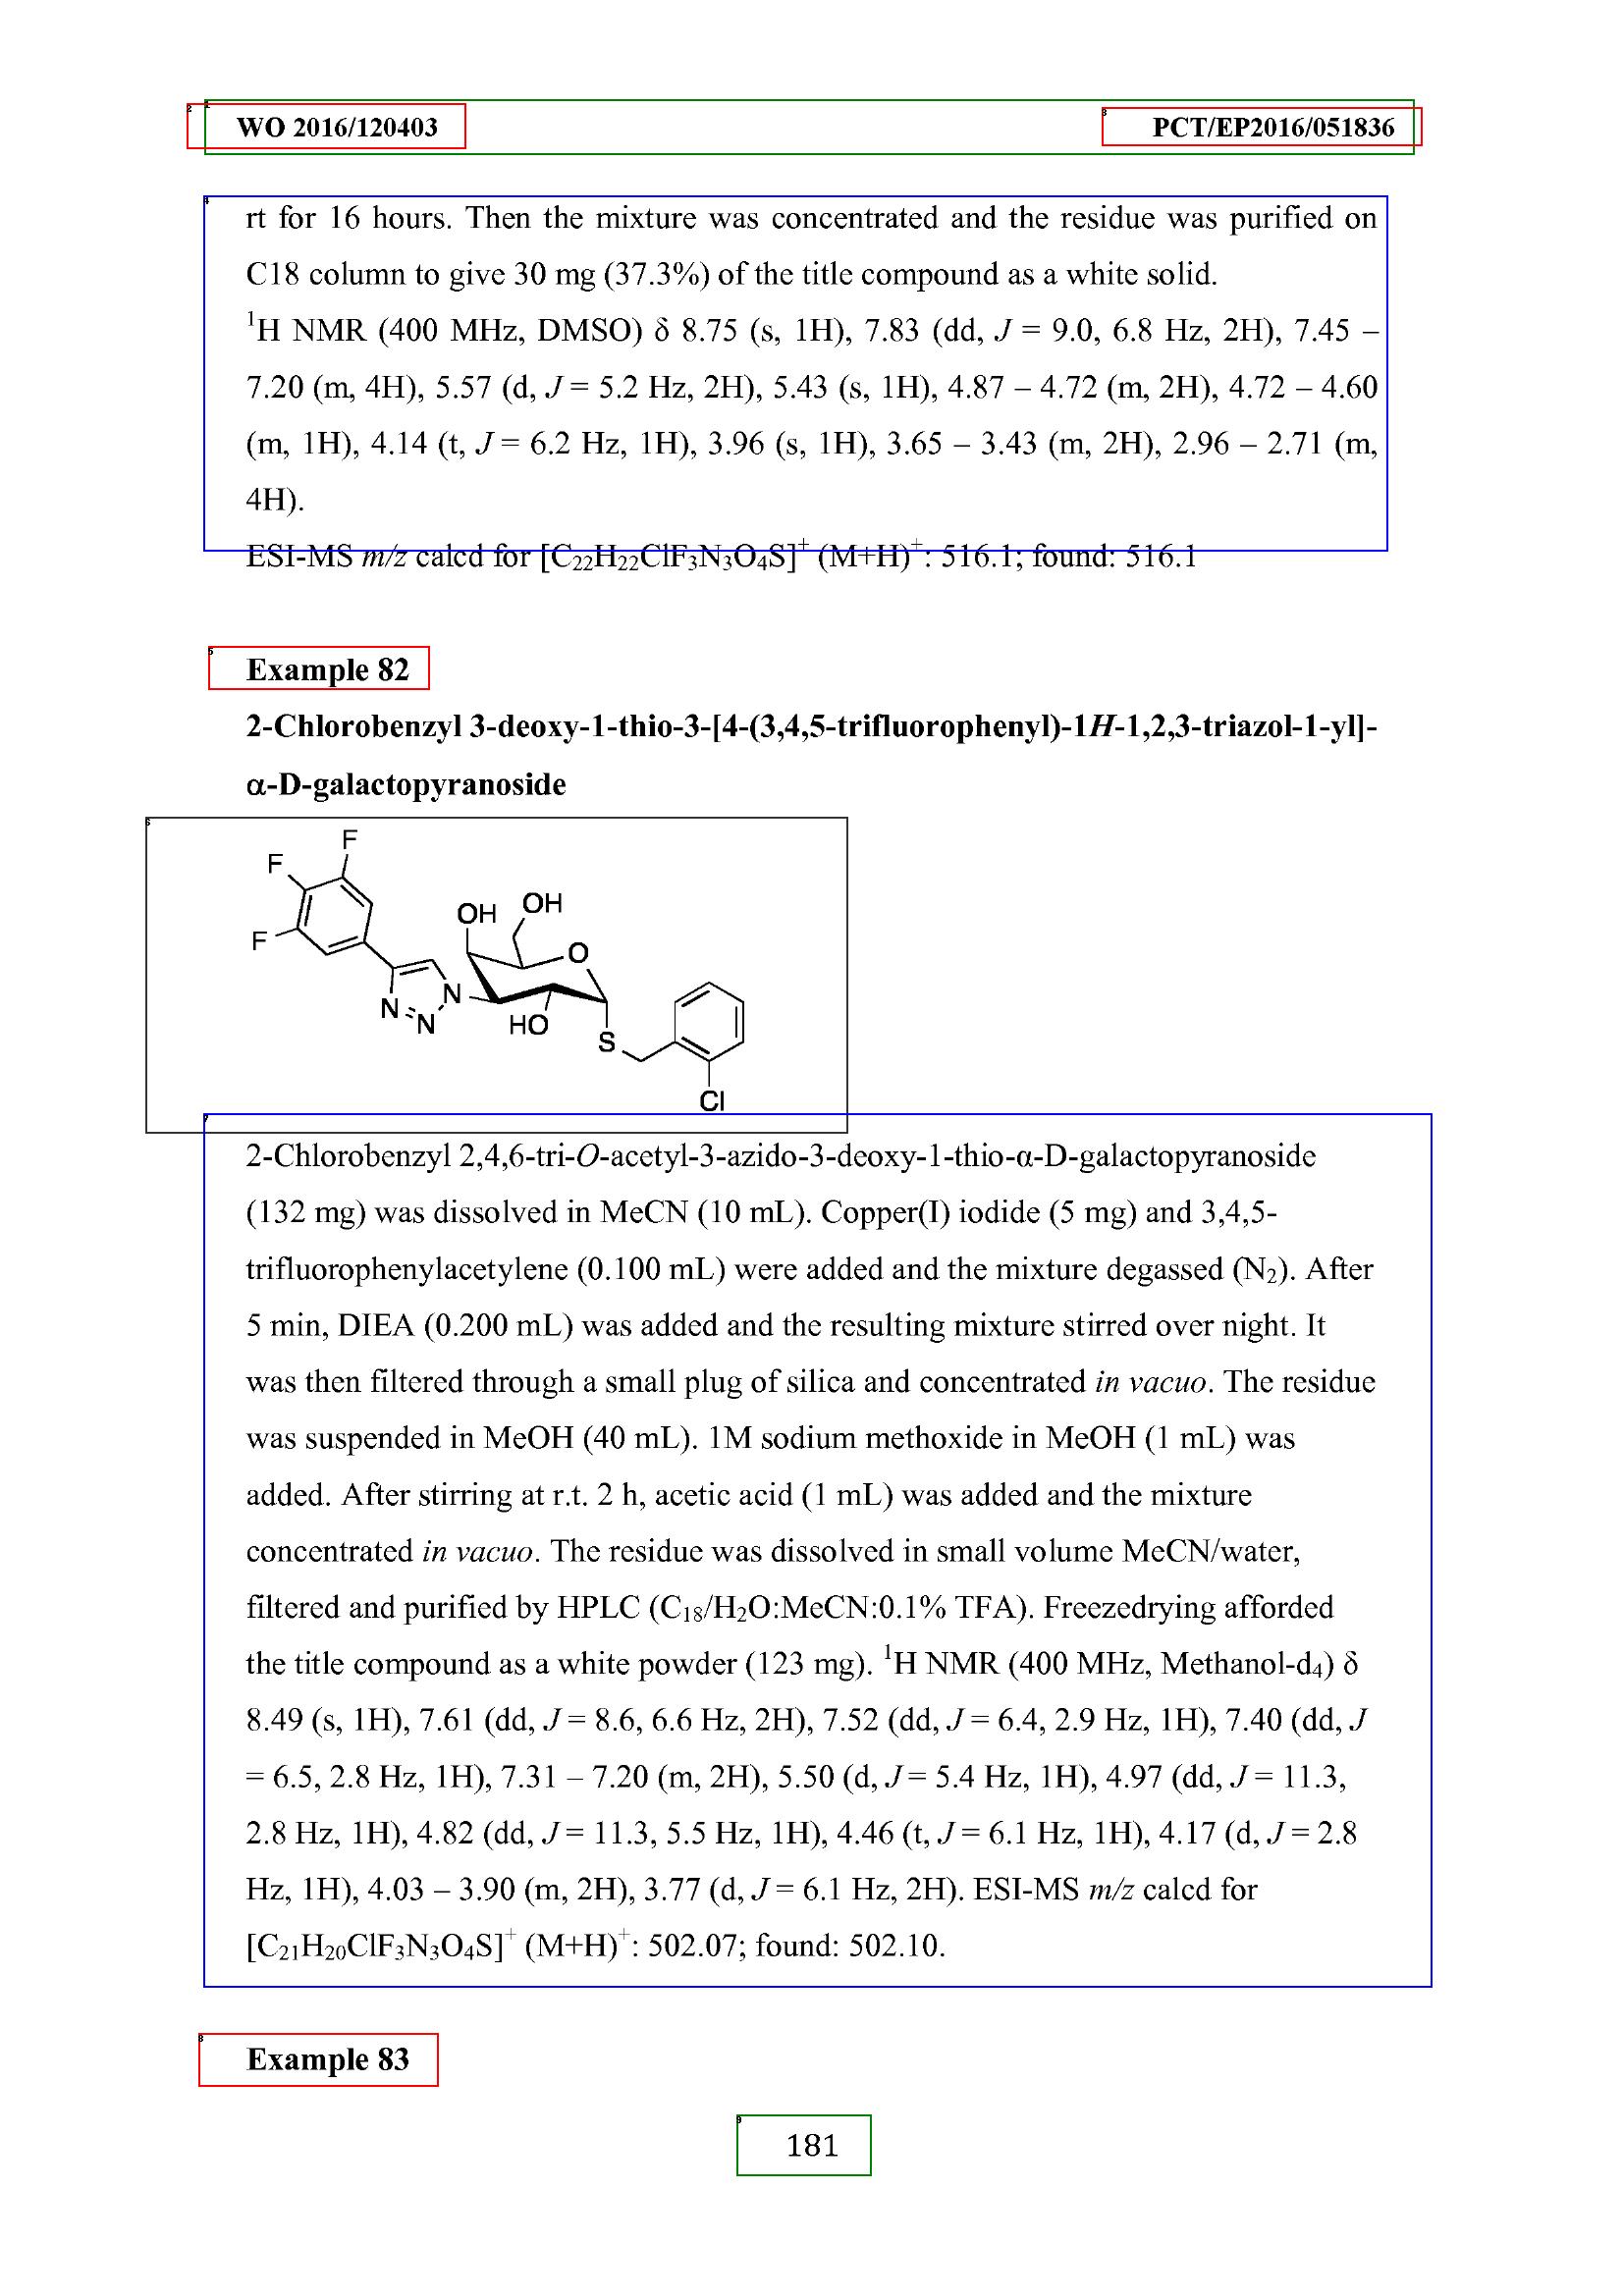 WO 2016/120403 PCT/EP2016/051836
rt for 16 hours. Then the mixture was concentrated and the residue was purified on
C18 column to give 30 mg (37.3%) of the title compound as a white solid.
¹H NMR (400 MHz, DMSO) δ 8.75 (s, 1H), 7.83 (dd, J = 9.0, 6.8 Hz, 2H), 7.45 –
7.20 (m, 4H), 5.57 (d, J = 5.2 Hz, 2H), 5.43 (s, 1H), 4.87 – 4.72 (m, 2H), 4.72 – 4.60
(m, 1H), 4.14 (t, J = 6.2 Hz, 1H), 3.96 (s, 1H), 3.65 – 3.43 (m, 2H), 2.96 – 2.71 (m,
4H).
ESI-MS m/z calcd for [C₂₂H₂₂ClF₃N₃O₄S]⁺ (M+H)⁺: 516.1; found: 516.1
Example 82
2-Chlorobenzyl 3-deoxy-1-thio-3-[4-(3,4,5-trifluorophenyl)-1H-1,2,3-triazol-1-yl]-
α-D-galactopyranoside
F
F
F
OH
OH
O
N
N
N
HO
S
Cl
2-Chlorobenzyl 2,4,6-tri-O-acetyl-3-azido-3-deoxy-1-thio-α-D-galactopyranoside
(132 mg) was dissolved in MeCN (10 mL). Copper(I) iodide (5 mg) and 3,4,5-
trifluorophenylacetylene (0.100 mL) were added and the mixture degassed (N₂). After
5 min, DIEA (0.200 mL) was added and the resulting mixture stirred over night. It
was then filtered through a small plug of silica and concentrated in vacuo. The residue
was suspended in MeOH (40 mL). 1M sodium methoxide in MeOH (1 mL) was
added. After stirring at r.t. 2 h, acetic acid (1 mL) was added and the mixture
concentrated in vacuo. The residue was dissolved in small volume MeCN/water,
filtered and purified by HPLC (C₁₈/H₂O:MeCN:0.1% TFA). Freezedrying afforded
the title compound as a white powder (123 mg). ¹H NMR (400 MHz, Methanol-d₄) δ
8.49 (s, 1H), 7.61 (dd, J = 8.6, 6.6 Hz, 2H), 7.52 (dd, J = 6.4, 2.9 Hz, 1H), 7.40 (dd, J
= 6.5, 2.8 Hz, 1H), 7.31 – 7.20 (m, 2H), 5.50 (d, J = 5.4 Hz, 1H), 4.97 (dd, J = 11.3,
2.8 Hz, 1H), 4.82 (dd, J = 11.3, 5.5 Hz, 1H), 4.46 (t, J = 6.1 Hz, 1H), 4.17 (d, J = 2.8
Hz, 1H), 4.03 – 3.90 (m, 2H), 3.77 (d, J = 6.1 Hz, 2H). ESI-MS m/z calcd for
[C₂₁H₂₀ClF₃N₃O₄S]⁺ (M+H)⁺: 502.07; found: 502.10.
Example 83
181